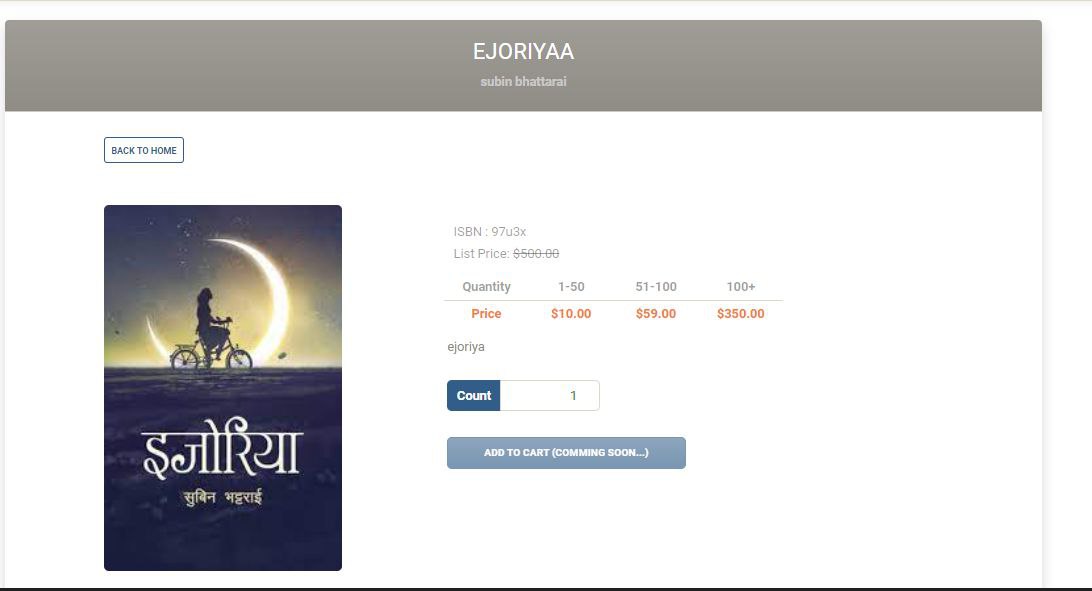 EJORIYAA
subin bhattarai
BACK TO HOME
इजोरिया
सुबिन भट्टराई
ISBN : 97u3x
List Price: $500.00
Quantity 1-50 51-100 100+
Price $10.00 $59.00 $350.00
ejoriya
Count 1
ADD TO CART (COMMING SOON...)